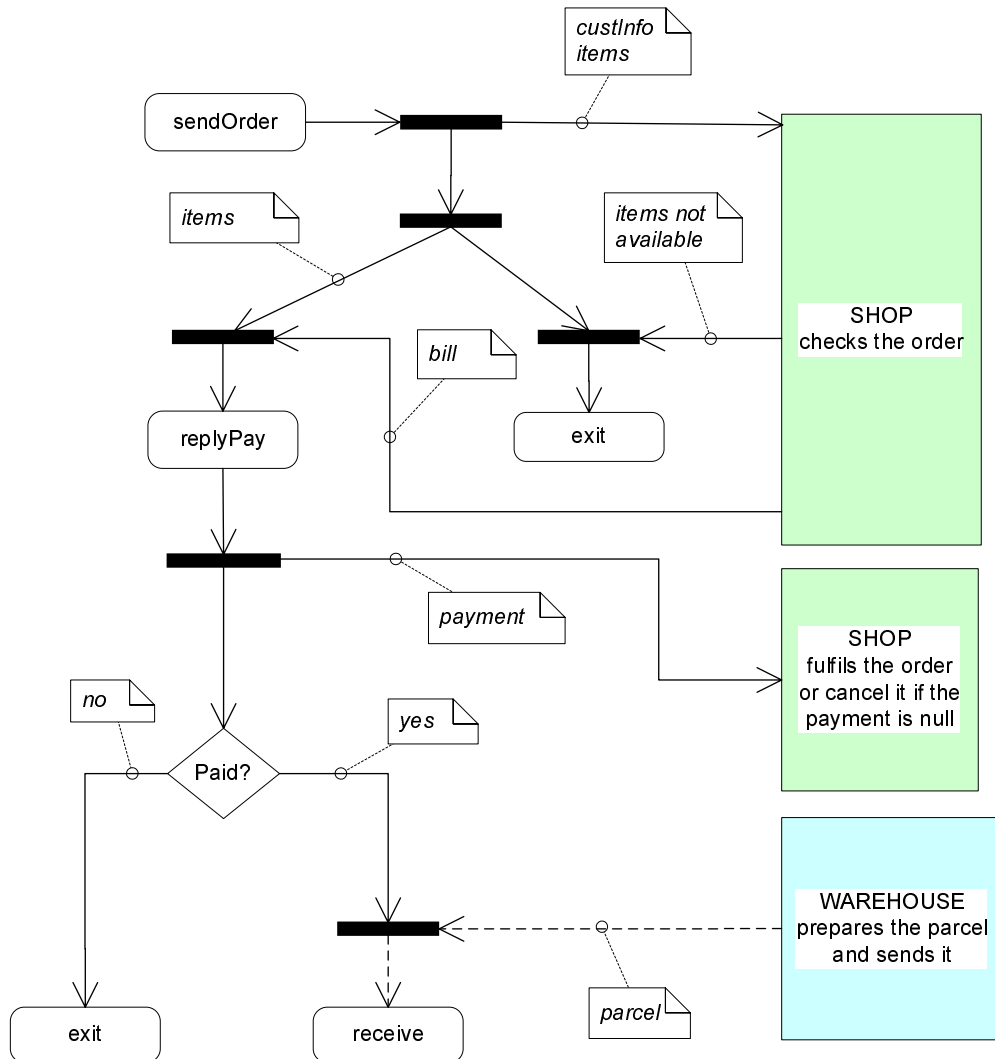 custInfo
items
sendOrder
items
items not
available
SHOP
checks the order
bill
replyPay
exit
payment
SHOP
fulfils the order
or cancel it if the
payment is null
no
yes
Paid?
WAREHOUSE
prepares the parcel
and sends it
parcel
exit
receive